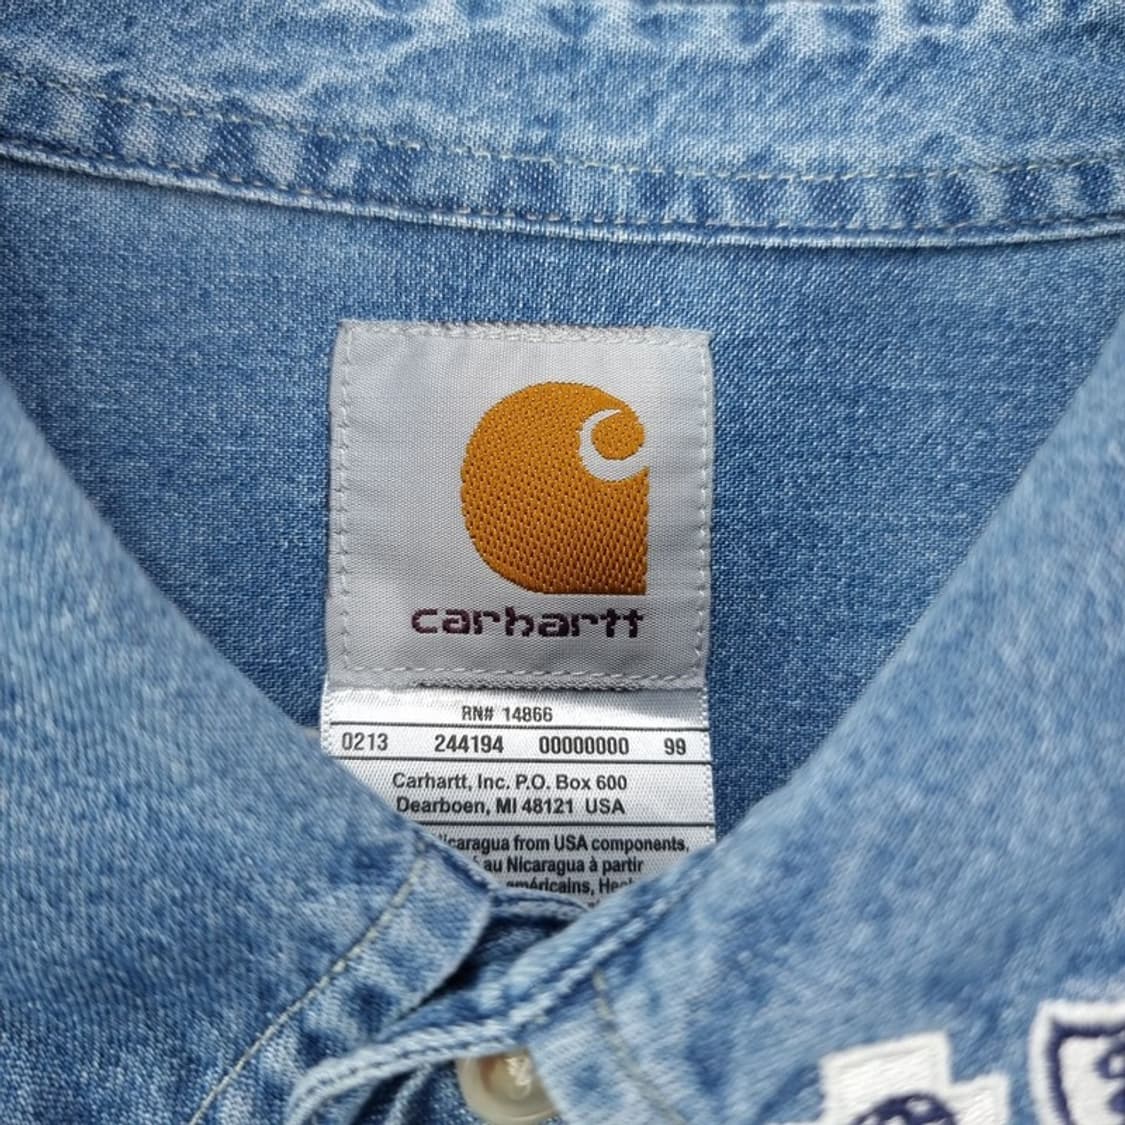 carhartt
RN# 14866
0213 244194 00000000 99
Carhartt, Inc. P.O. Box 600
Dearboen, MI 48121 USA
from USA components,
au Nicaragua à partir
américains,